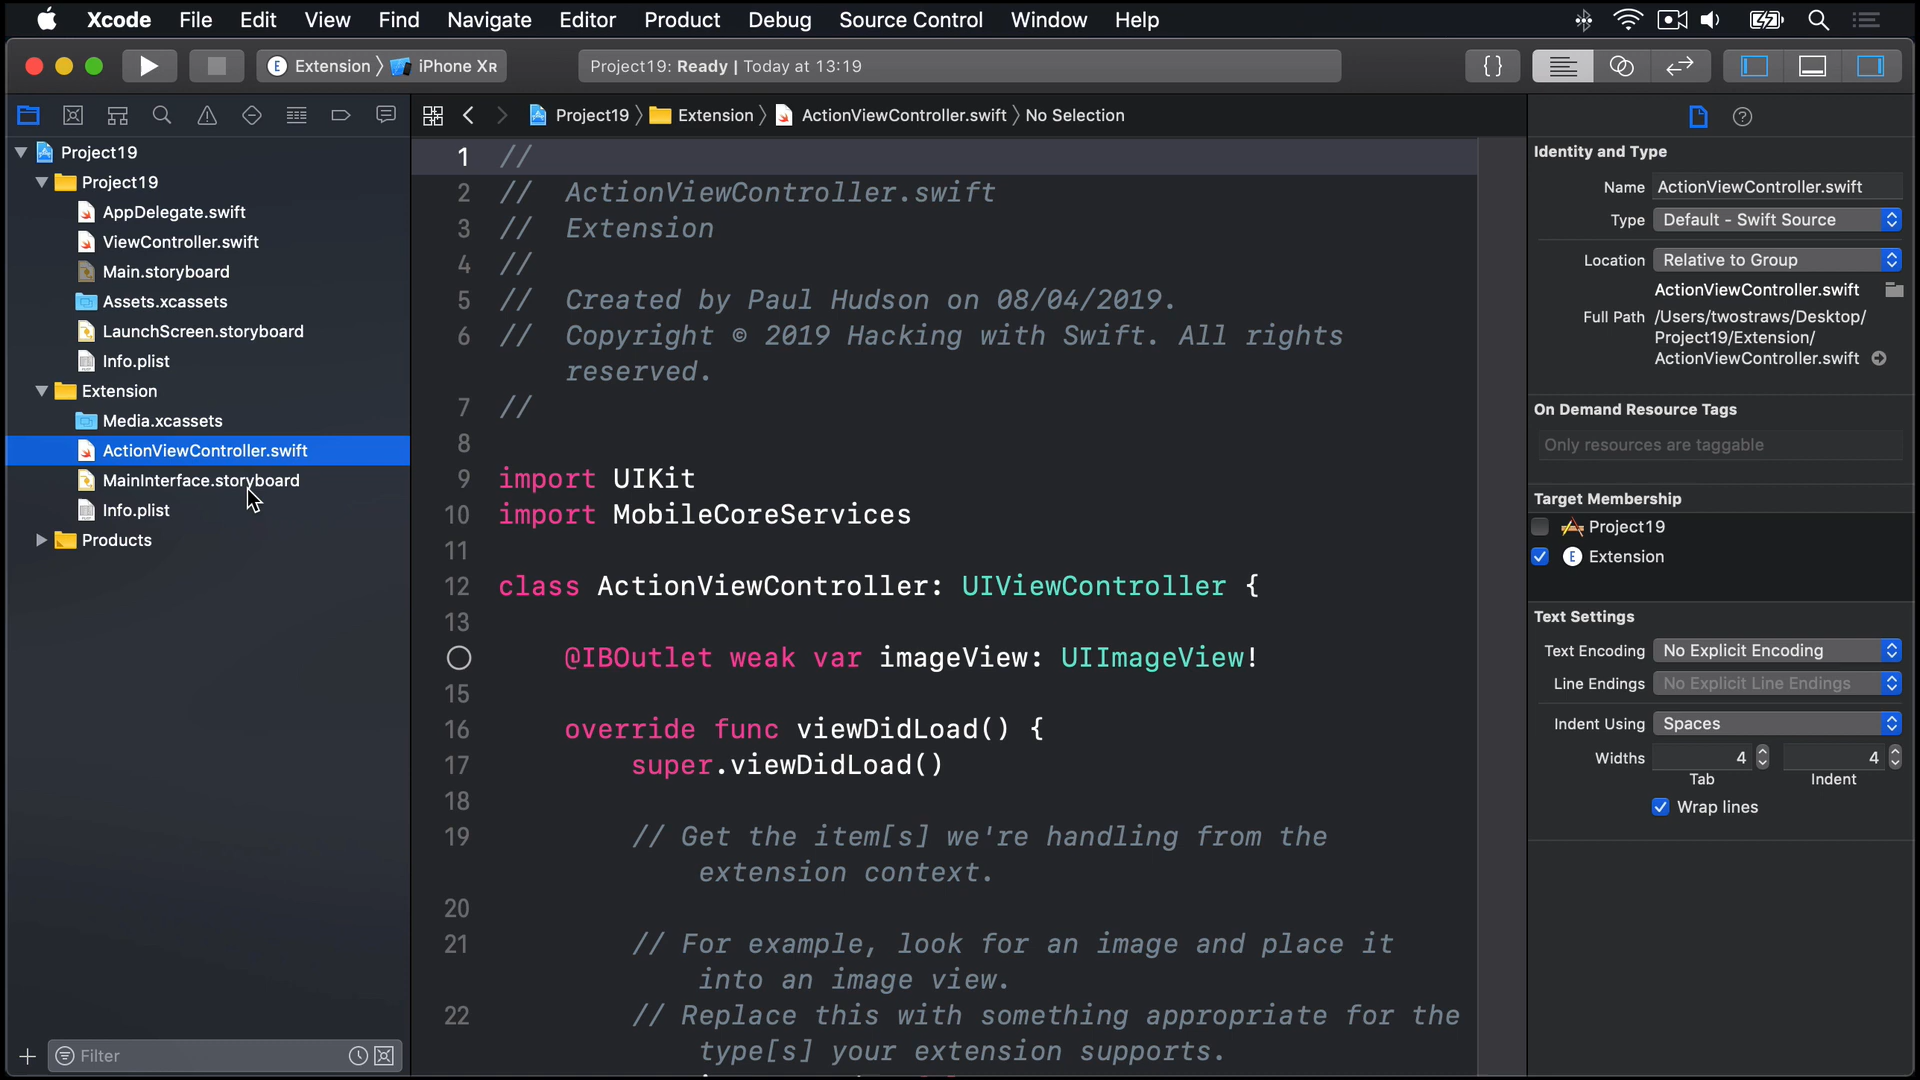 Xcode File Edit View Find Navigate Editor Product Debug Source Control Window Help
E Extension iPhone XR
Project19: Ready | Today at 13:19
{}
Project19 Extension ActionViewController.swift No Selection
Project19
Project19
AppDelegate.swift
ViewController.swift
Main.storyboard
Assets.xcassets
LaunchScreen.storyboard
Info.plist
Extension
Media.xcassets
ActionViewController.swift
MainInterface.storyboard
Info.plist
Products
Filter
1 //
2 //  ActionViewController.swift
3 //  Extension
4 //
5 //  Created by Paul Hudson on 08/04/2019.
6 //  Copyright © 2019 Hacking with Swift. All rights
reserved.
7 //
8
9 import UIKit
10 import MobileCoreServices
11
12 class ActionViewController: UIViewController {
13
@IBOutlet weak var imageView: UIImageView!
15
16 override func viewDidLoad() {
17 super.viewDidLoad()
18
19 // Get the item[s] we're handling from the
extension context.
20
21 // For example, look for an image and place it
into an image view.
22 // Replace this with something appropriate for the
type[s] your extension supports.
Identity and Type
Name ActionViewController.swift
Type Default - Swift Source
Location Relative to Group
ActionViewController.swift
Full Path /Users/twostraws/Desktop/
Project19/Extension/
ActionViewController.swift
On Demand Resource Tags
Only resources are taggable
Target Membership
Project19
E Extension
Text Settings
Text Encoding No Explicit Encoding
Line Endings No Explicit Line Endings
Indent Using Spaces
Widths 4 4
Tab Indent
Wrap lines